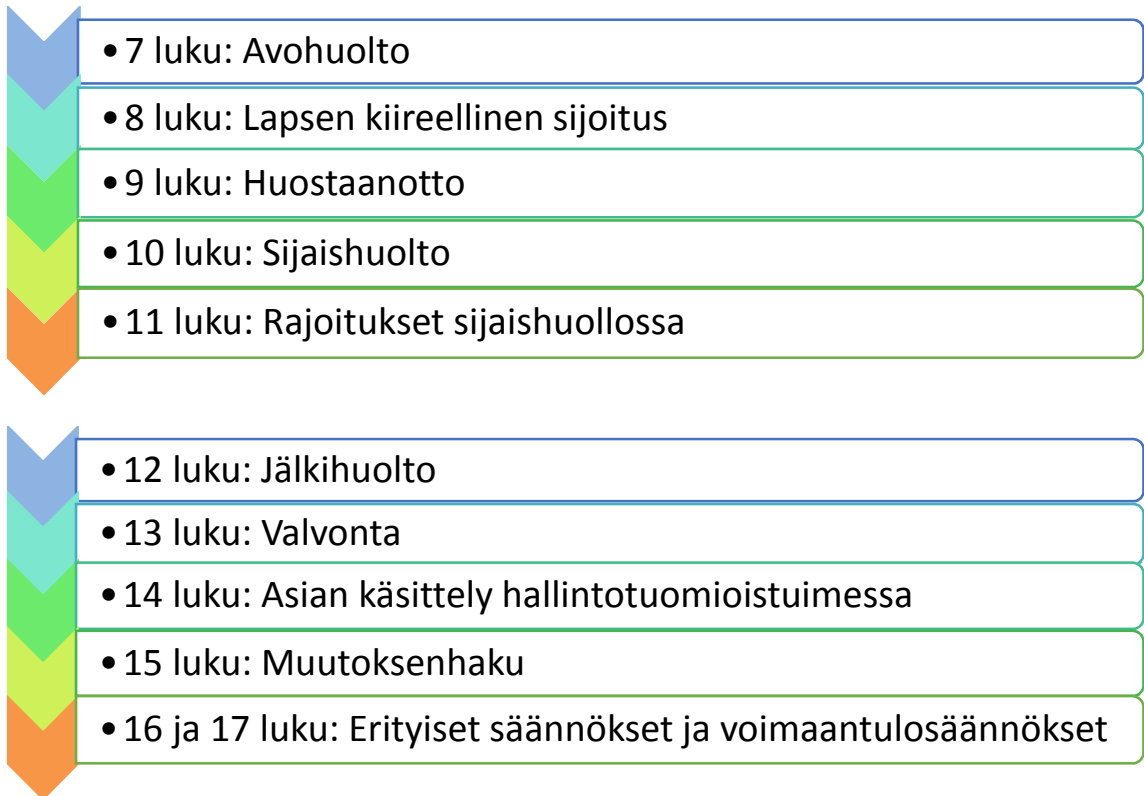 •7 luku: Avohuolto
•8 luku: Lapsen kiireellinen sijoitus
•9 luku: Huostaanotto
•10 luku: Sijaishuolto
•11 luku: Rajoitukset sijaishuollossa
•12 luku: Jälkihuolto
•13 luku: Valvonta
•14 luku: Asian käsittely hallintotuomioistuimessa
•15 luku: Muutoksenhaku
•16 ja 17 luku: Erityiset säännökset ja voimaantulosäännökset